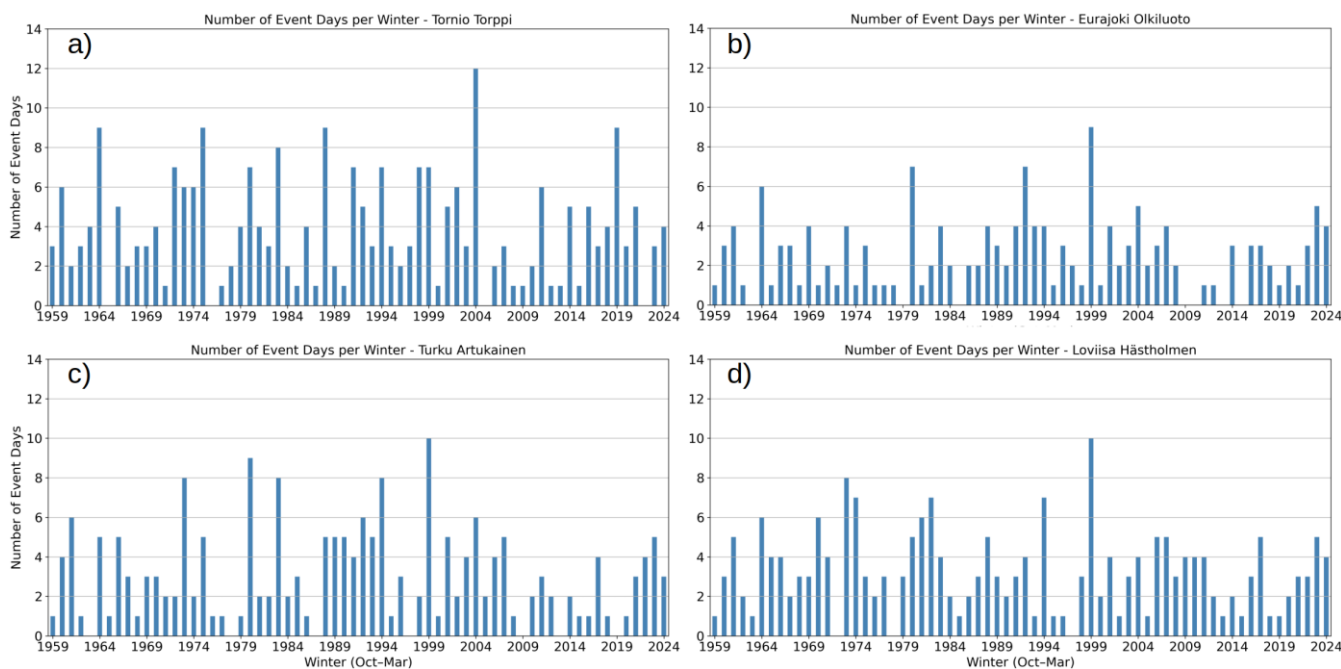 Number of Event Days per Winter - Tornio Torppi
a)
Number of Event Days
14
12
10
8
6
4
2
0
1959 1964 1969 1974 1979 1984 1989 1994 1999 2004 2009 2014 2019 2024
Number of Event Days per Winter - Eurajoki Olkiluoto
b)
14
12
10
8
6
4
2
0
1959 1964 1969 1974 1979 1984 1989 1994 1999 2004 2009 2014 2019 2024
Number of Event Days per Winter - Turku Artukainen
c)
Number of Event Days
14
12
10
8
6
4
2
0
1959 1964 1969 1974 1979 1984 1989 1994 1999 2004 2009 2014 2019 2024
Winter (Oct–Mar)
Number of Event Days per Winter - Loviisa Hästholmen
d)
14
12
10
8
6
4
2
0
1959 1964 1969 1974 1979 1984 1989 1994 1999 2004 2009 2014 2019 2024
Winter (Oct–Mar)